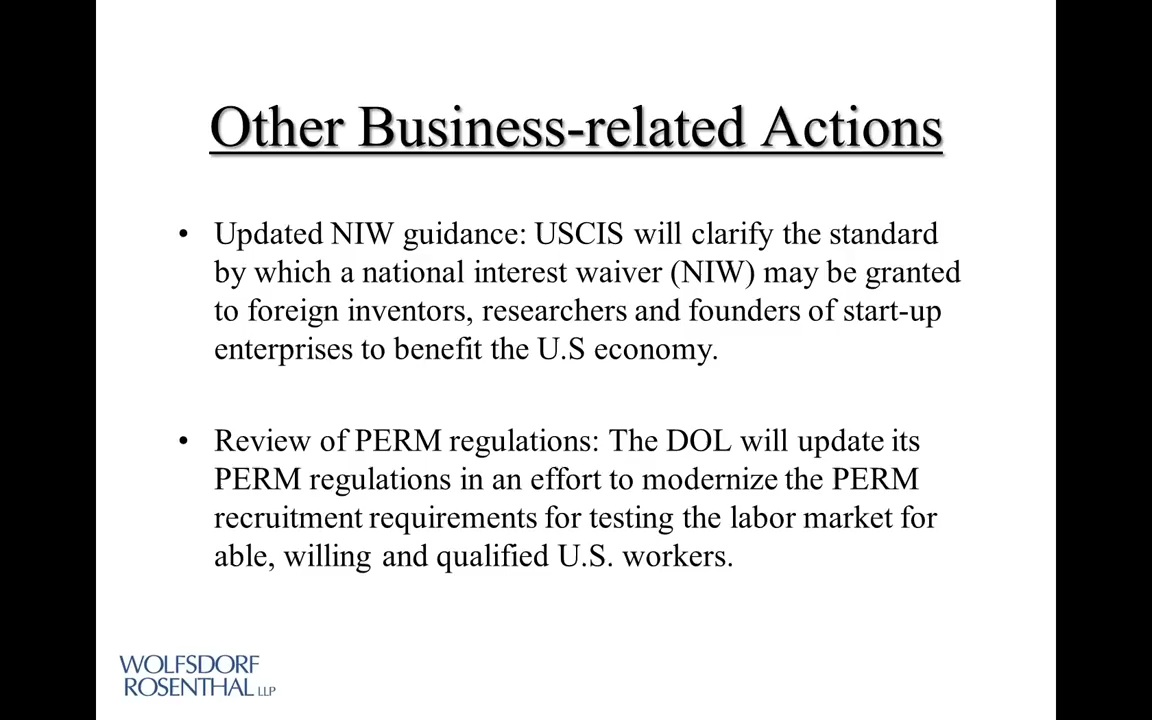 Other Business-related Actions
• Updated NIW guidance: USCIS will clarify the standard
by which a national interest waiver (NIW) may be granted
to foreign inventors, researchers and founders of start-up
enterprises to benefit the U.S economy.
• Review of PERM regulations: The DOL will update its
PERM regulations in an effort to modernize the PERM
recruitment requirements for testing the labor market for
able, willing and qualified U.S. workers.
WOLFSDORF
ROSENTHAL LLP